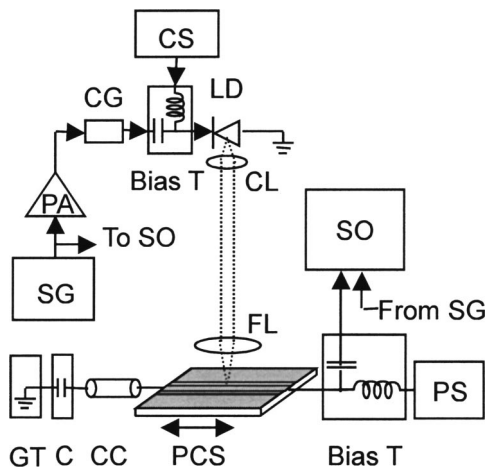 CS
CG
LD
Bias T
CL
PA
To SO
SG
SO
From SG
FL
PS
GT C CC PCS Bias T